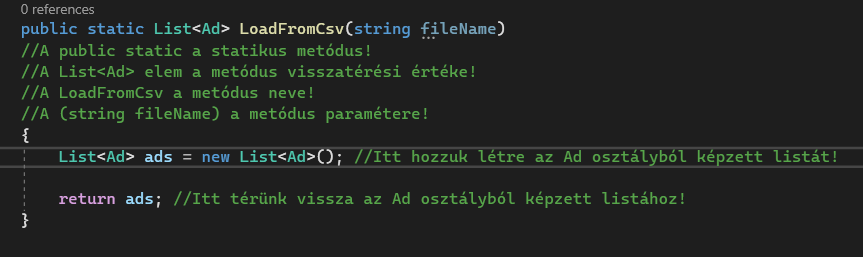 0 references
public static List<Ad> LoadFromCsv(string fileName)
//A public static a statikus metódus!
//A List<Ad> elem a metódus visszatérési értéke!
//A LoadFromCsv a metódus neve!
//A (string fileName) a metódus paramétere!
{
    List<Ad> ads = new List<Ad>(); //Itt hozzuk létre az Ad osztályból képzett listát!
    return ads; //Itt térünk vissza az Ad osztályból képzett listához!
}